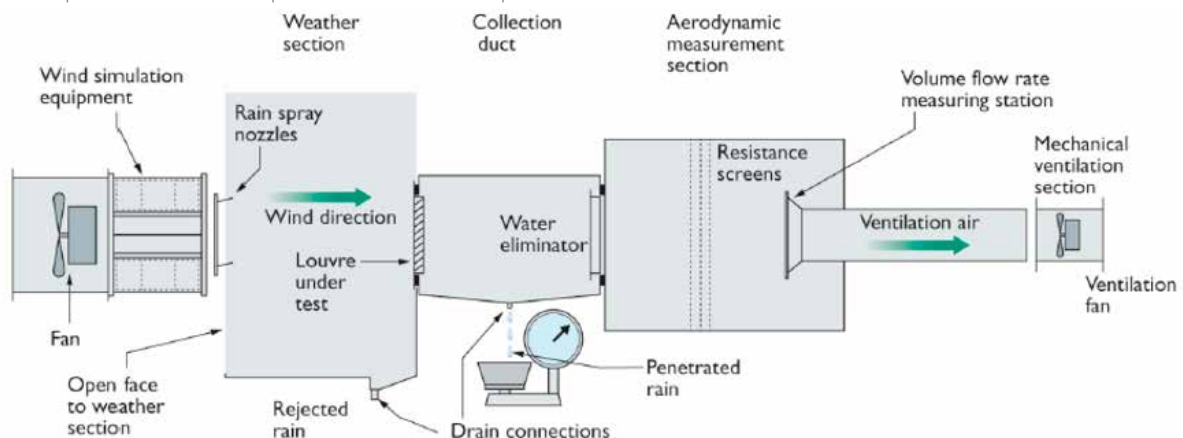 Weather
section
Collection
duct
Aerodynamic
measurement
section
Wind simulation
equipment
Rain spray
nozzles
Volume flow rate
measuring station
Mechanical
ventilation
section
Resistance
screens
Wind direction
Water
eliminator
Ventilation air
Louvre
under
test
Ventilation
fan
Fan
Open face
to weather
section
Rejected
rain
Drain connections
Penetrated
rain